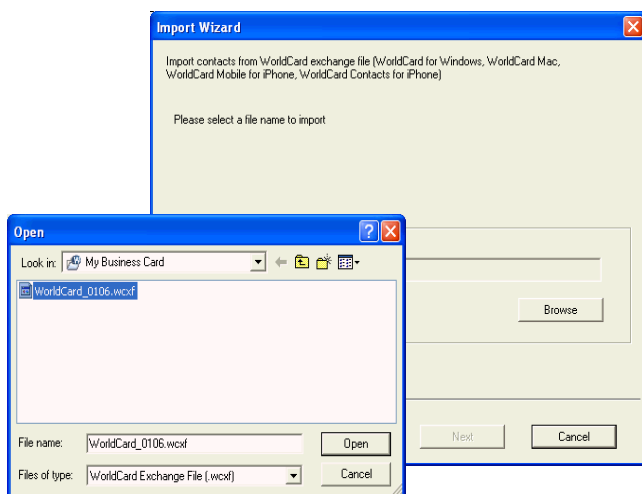 Import Wizard
Import contacts from WorldCard exchange file (WorldCard for Windows, WorldCard Mac,
WorldCard Mobile for iPhone, WorldCard Contacts for iPhone)
Please select a file name to import
Browse
Next
Cancel
Open
Look in:
My Business Card
WorldCard_0106.wcxf
File name:
WorldCard_0106.wcxf
Open
Files of type:
WorldCard Exchange File (.wcxf)
Cancel